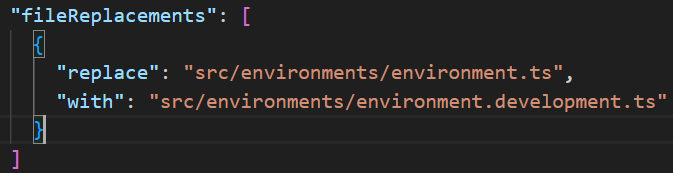 "fileReplacements": [
{
"replace": "src/environments/environment.ts",
"with": "src/environments/environment.development.ts"
}
]